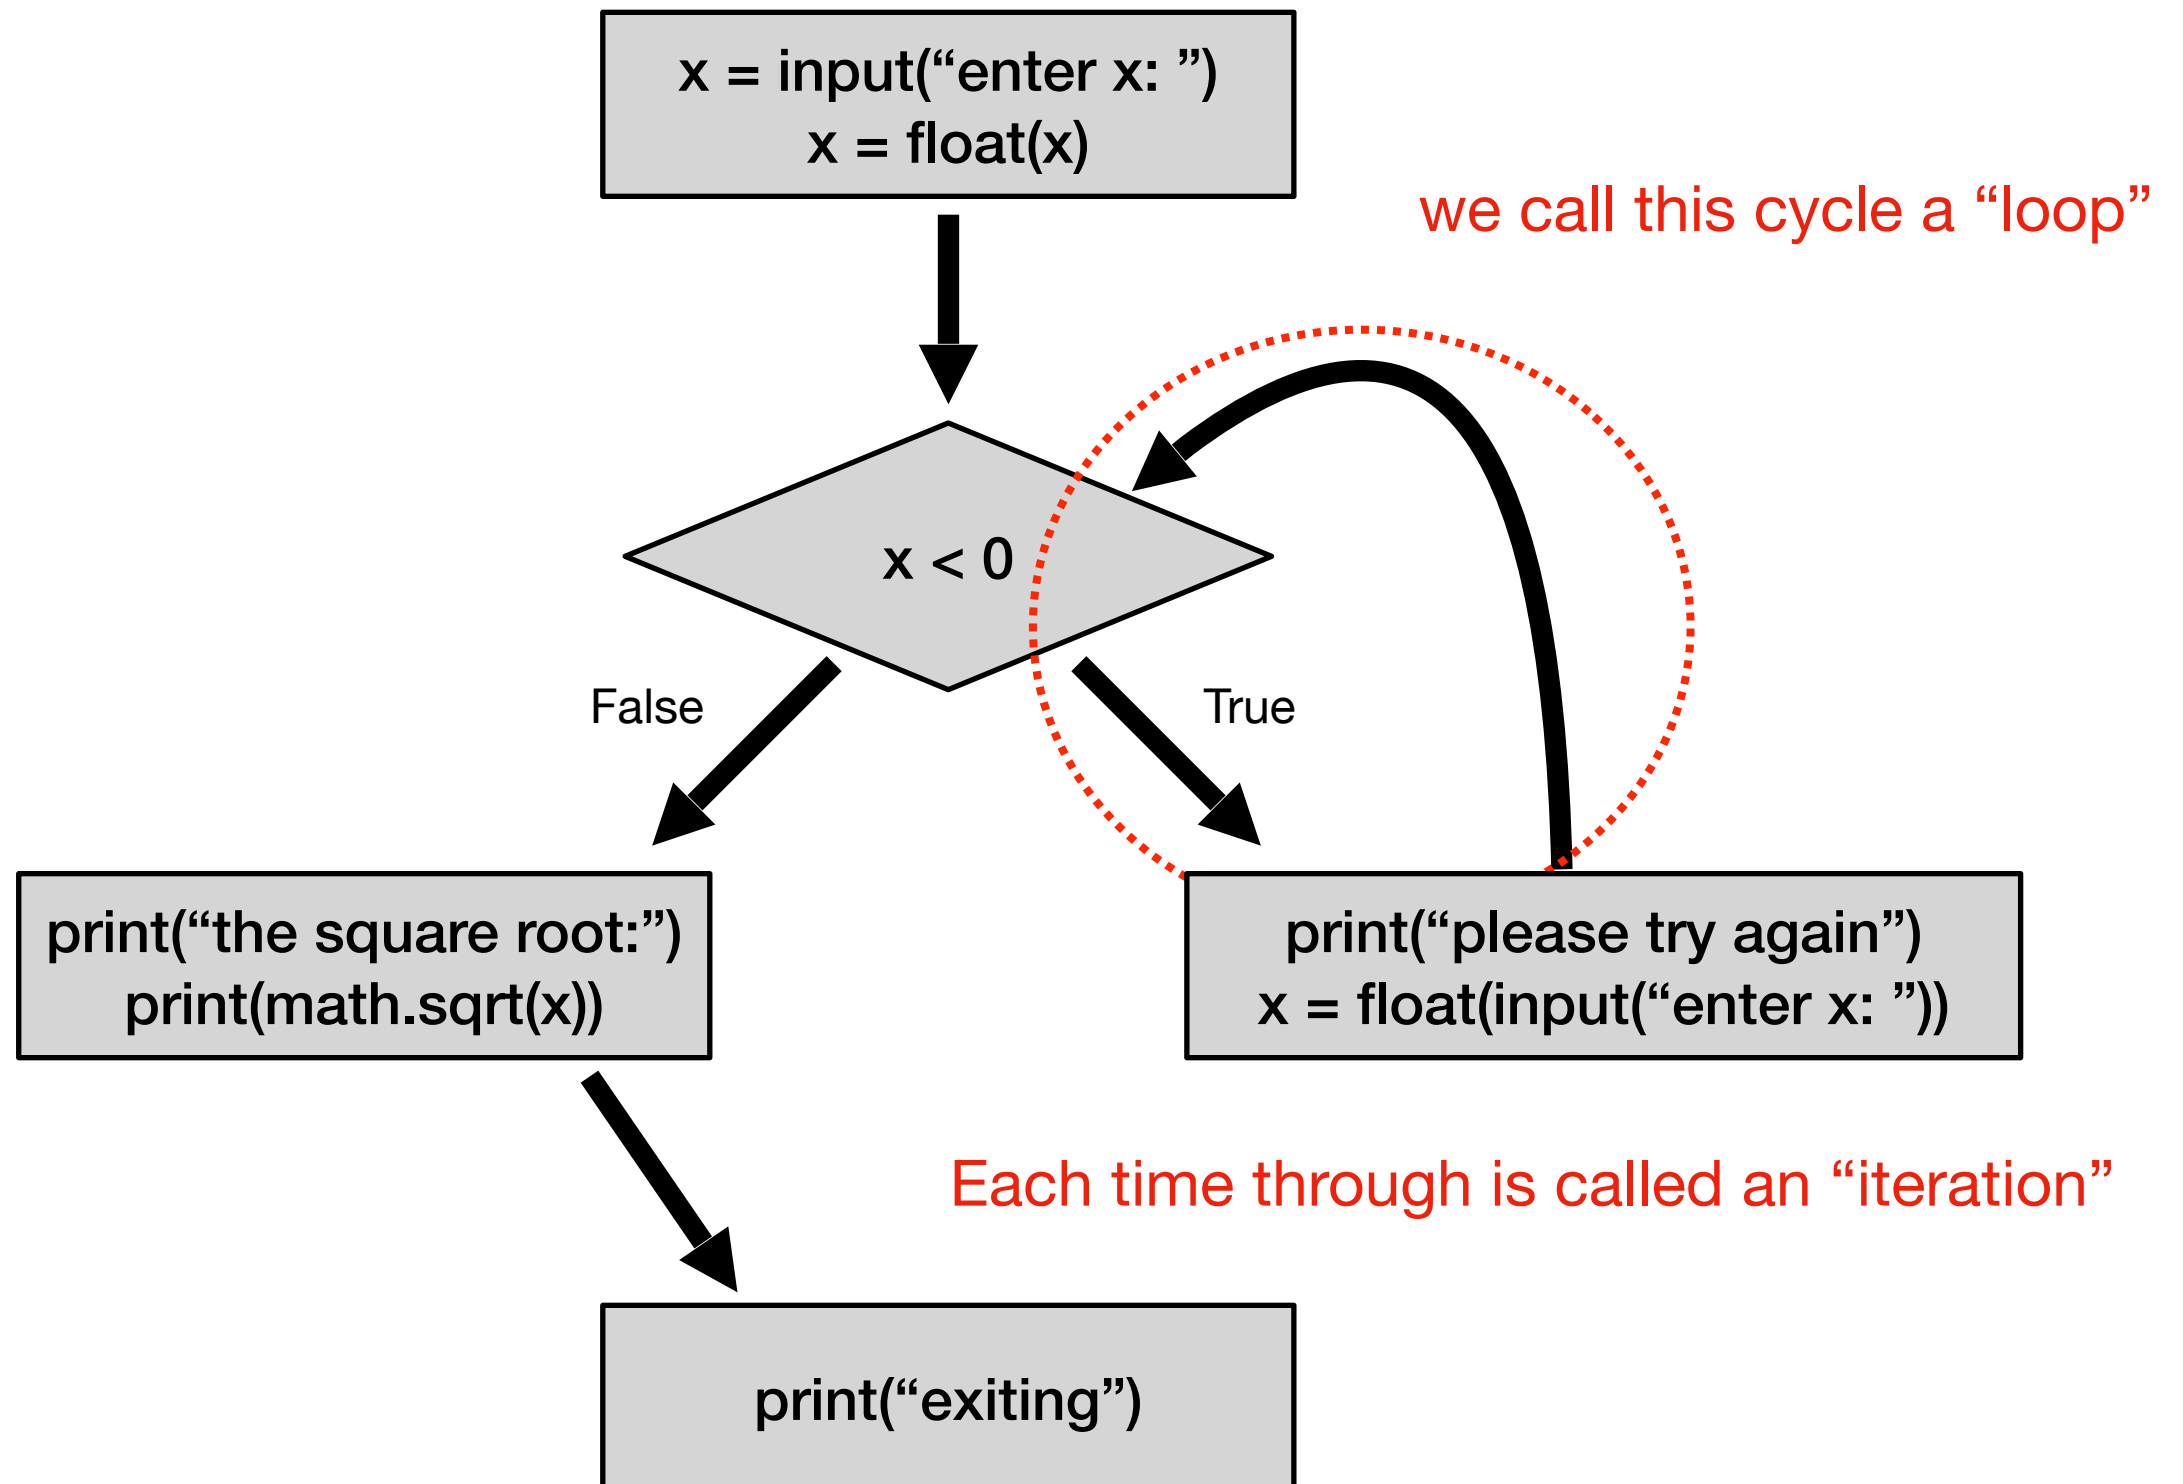 x = input(“enter x: ”)
x = float(x)
we call this cycle a “loop”
x < 0
False
True
print(“the square root:”)
print(math.sqrt(x))
print(“please try again”)
x = float(input(“enter x: ”))
Each time through is called an “iteration”
print(“exiting”)